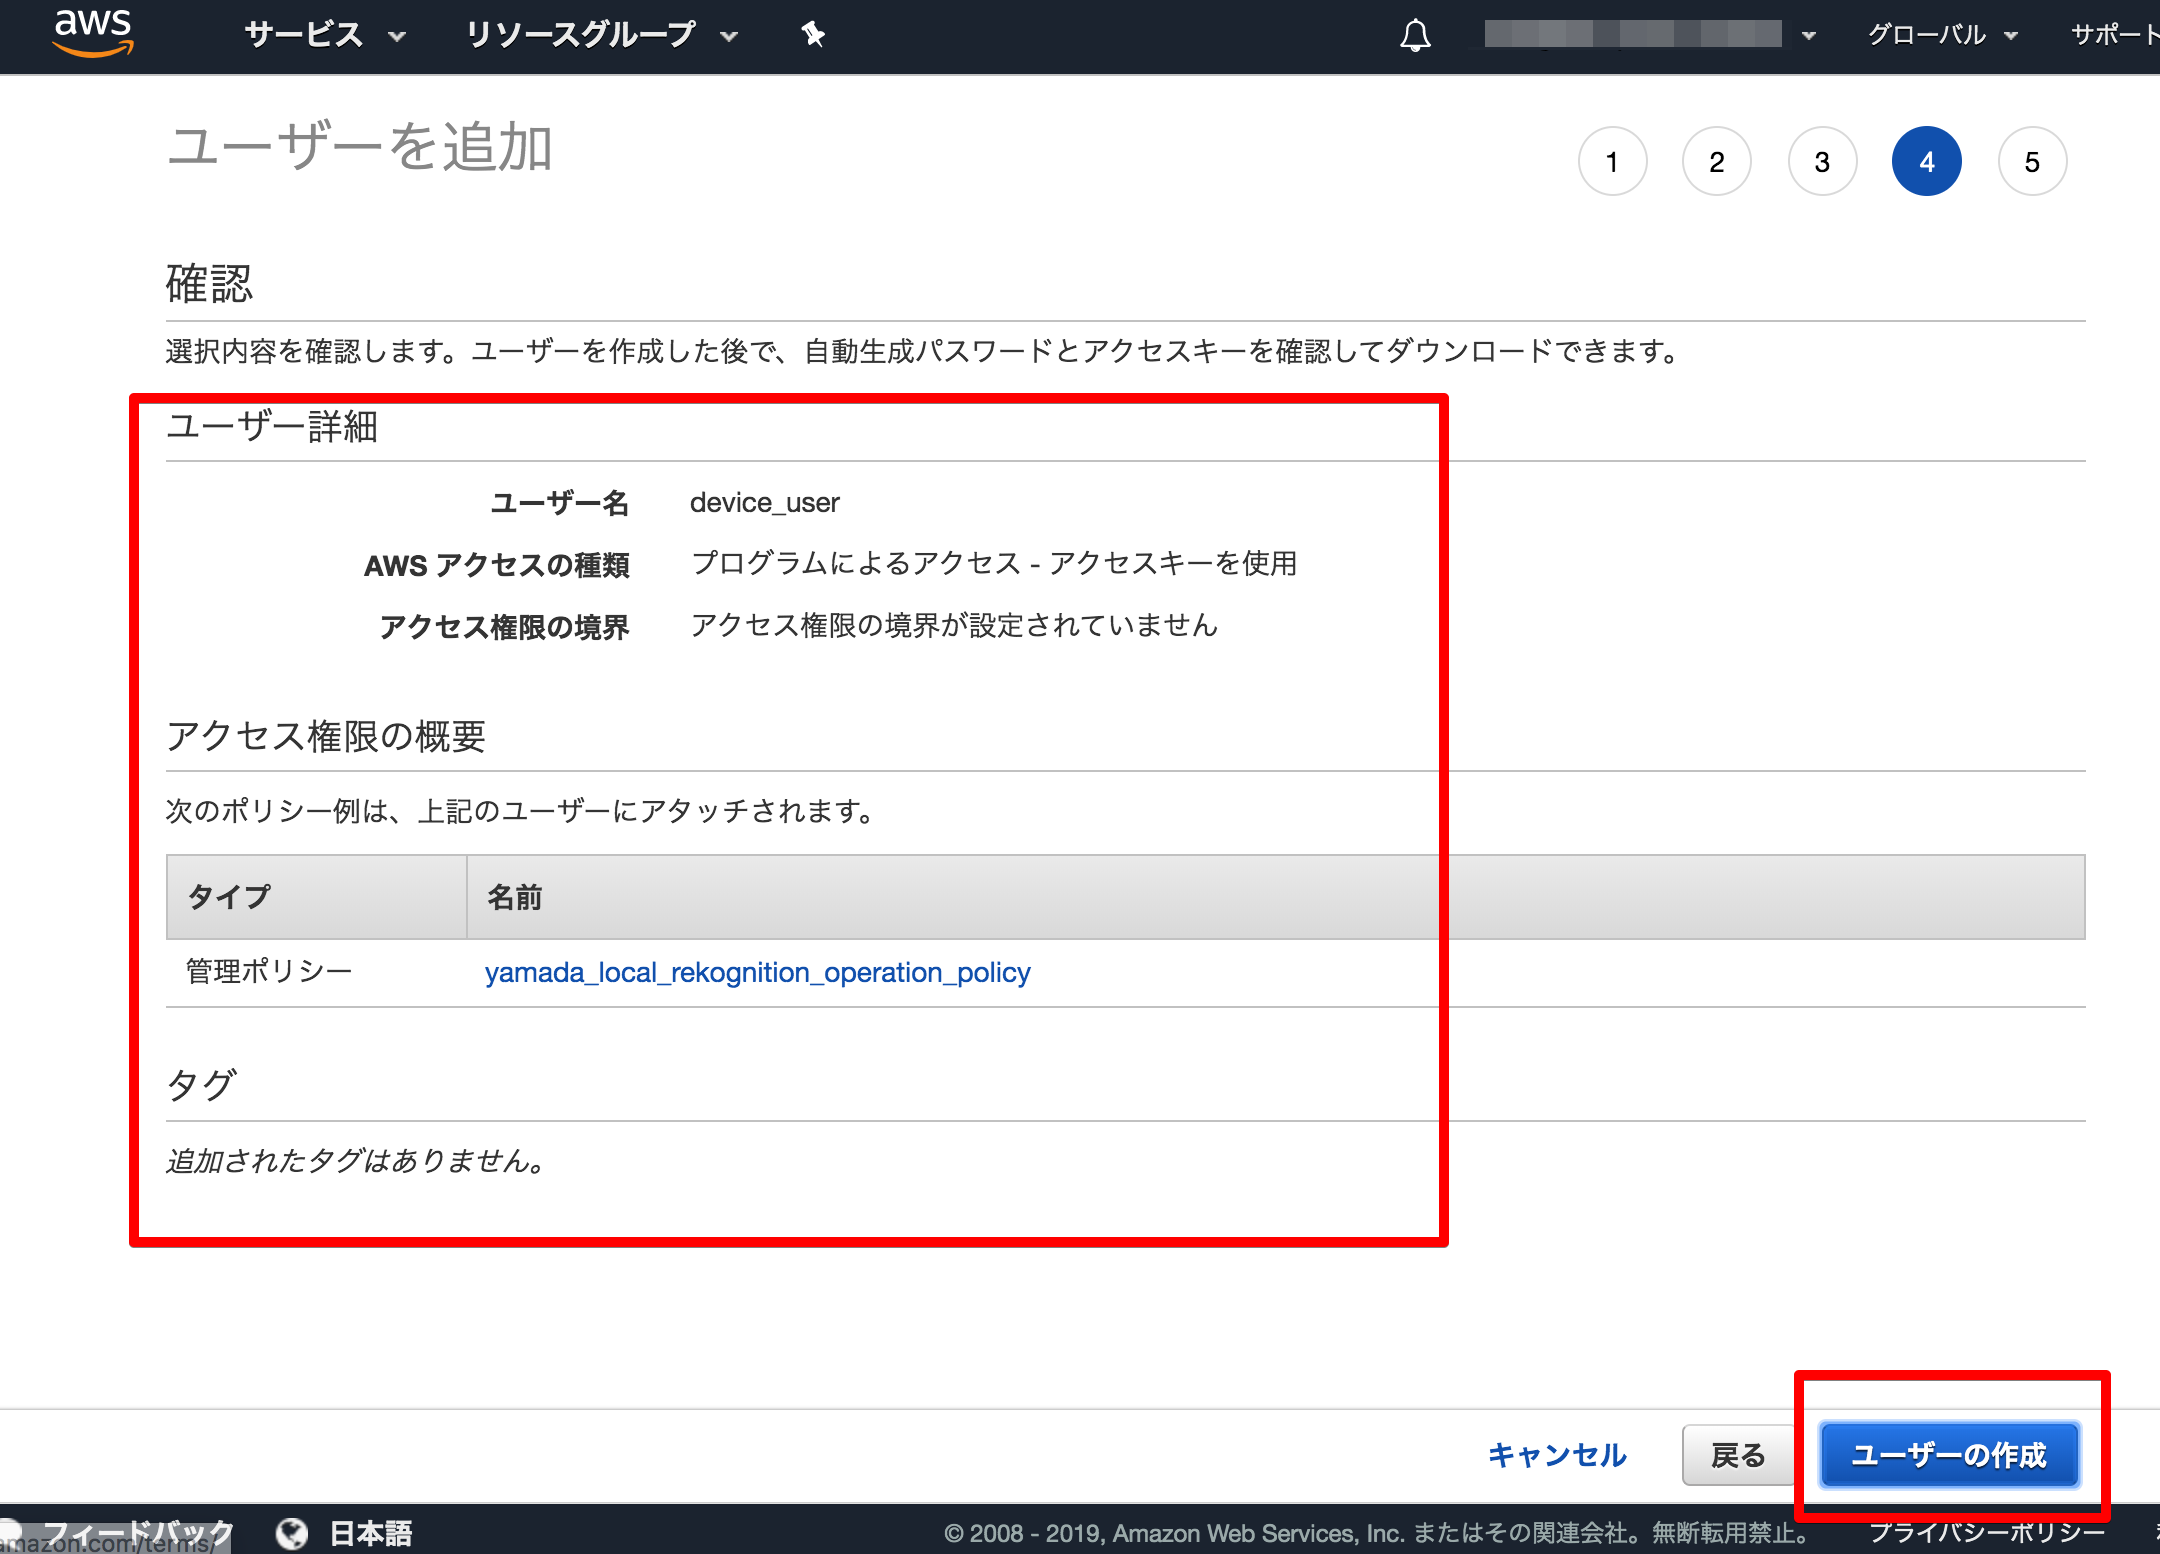 aws サービス リソースグループ グローバル サポート
ユーザーを追加
1 2 3 4 5
確認
選択内容を確認します。ユーザーを作成した後で、自動生成パスワードとアクセスキーを確認してダウンロードできます。
ユーザー詳細
ユーザー名 device_user
AWS アクセスの種類 プログラムによるアクセス - アクセスキーを使用
アクセス権限の境界 アクセス権限の境界が設定されていません
アクセス権限の概要
次のポリシー例は、上記のユーザーにアタッチされます。
タイプ 名前
管理ポリシー yamada_local_rekognition_operation_policy
タグ
追加されたタグはありません。
キャンセル 戻る ユーザーの作成
フィードバック 日本語 © 2008 - 2019, Amazon Web Services, Inc. またはその関連会社。無断転用禁止。 プライバシーポリシー
amazon.com/terms/